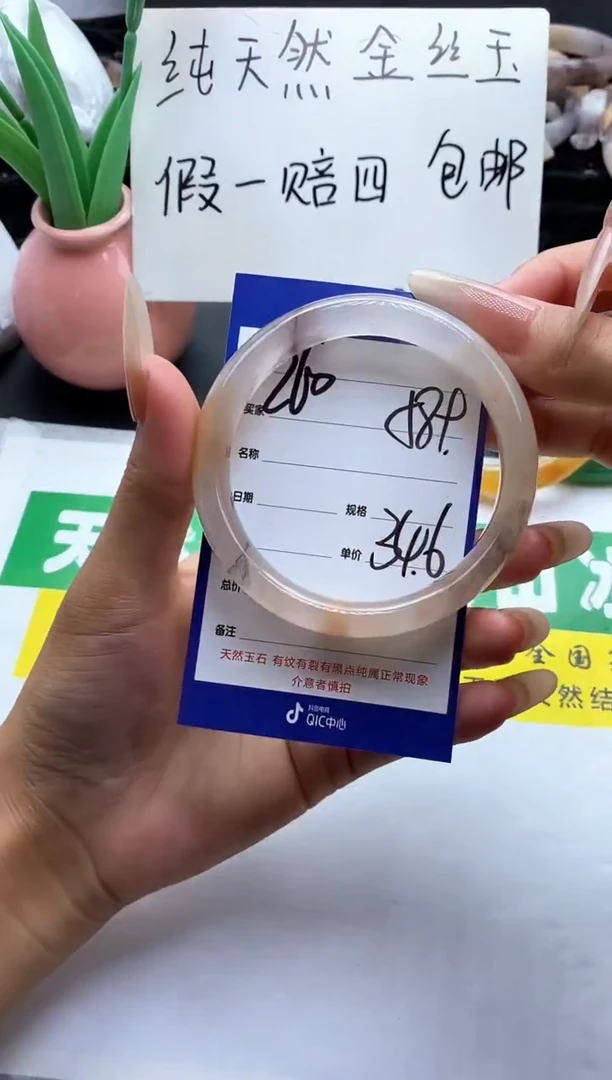 纯天然金丝玉
假一赔四 包邮
买家
名称
日期
规格
34.6
单价
总价
备注
天然玉石 有纹有裂有黑点纯属正常现象
介意者慎拍
抖音电商
QIC中心
天
全国
天然结